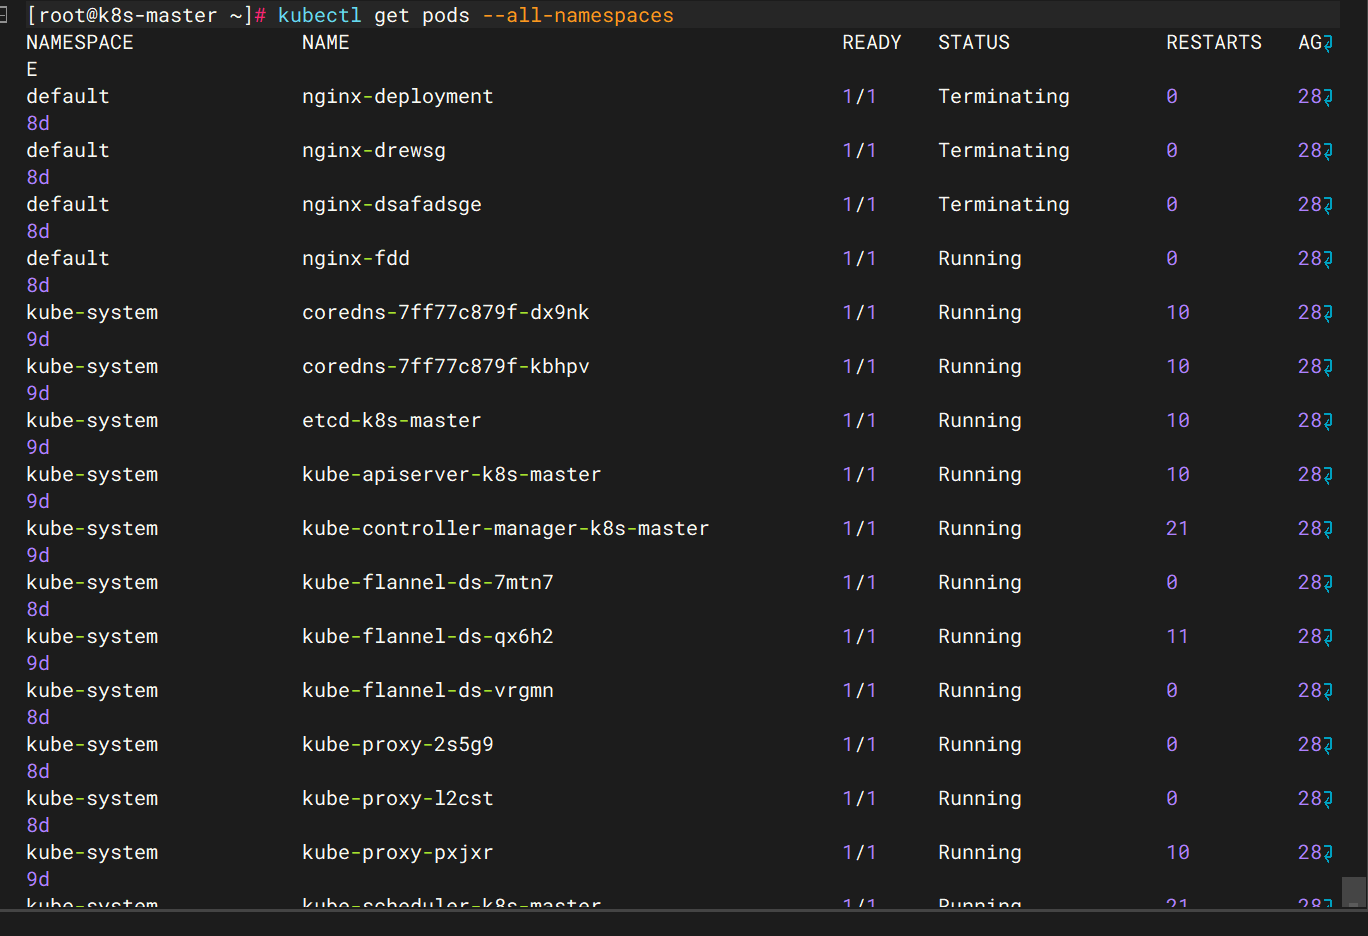 [root@k8s-master ~]# kubectl get pods --all-namespaces
NAMESPACE NAME READY STATUS RESTARTS AG
E
default nginx-deployment 1/1 Terminating 0 28
8d
default nginx-drewsg 1/1 Terminating 0 28
8d
default nginx-dsafadsge 1/1 Terminating 0 28
8d
default nginx-fdd 1/1 Running 0 28
8d
kube-system coredns-7ff77c879f-dx9nk 1/1 Running 10 28
9d
kube-system coredns-7ff77c879f-kbhpv 1/1 Running 10 28
9d
kube-system etcd-k8s-master 1/1 Running 10 28
9d
kube-system kube-apiserver-k8s-master 1/1 Running 10 28
9d
kube-system kube-controller-manager-k8s-master 1/1 Running 21 28
9d
kube-system kube-flannel-ds-7mtn7 1/1 Running 0 28
8d
kube-system kube-flannel-ds-qx6h2 1/1 Running 11 28
9d
kube-system kube-flannel-ds-vrgmn 1/1 Running 0 28
8d
kube-system kube-proxy-2s5g9 1/1 Running 0 28
8d
kube-system kube-proxy-l2cst 1/1 Running 0 28
8d
kube-system kube-proxy-pxjxr 1/1 Running 10 28
9d
kube-system kube-scheduler-k8s-master 1/1 Running 21 28